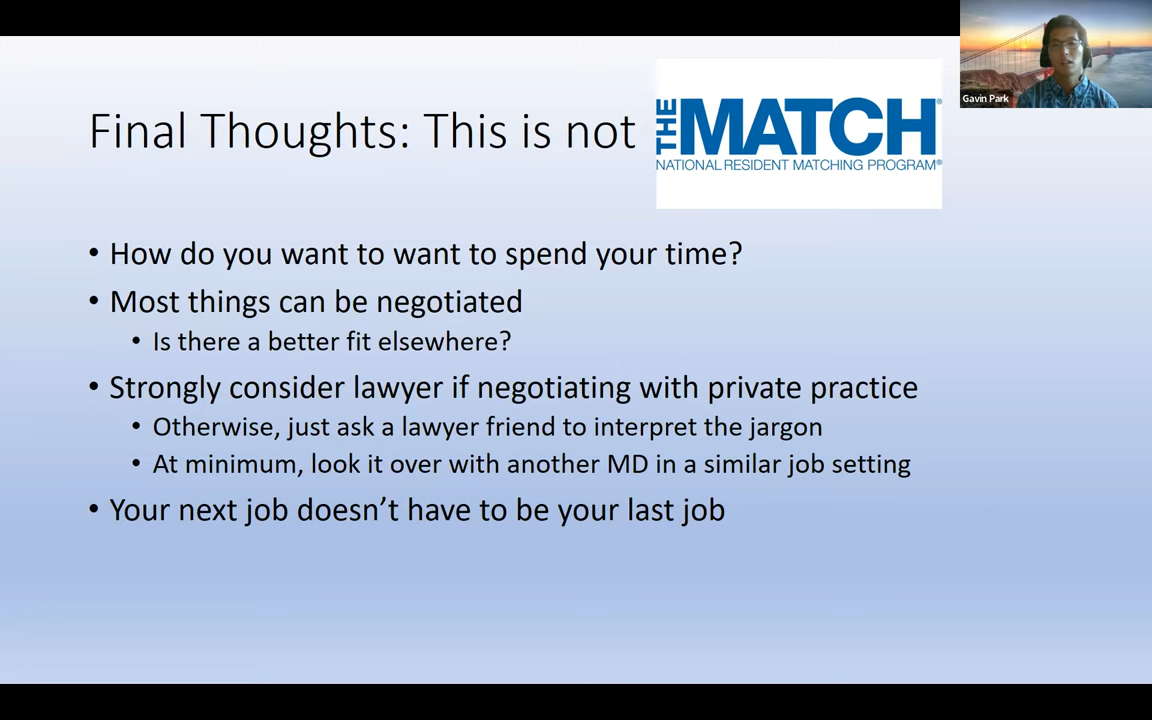 Final Thoughts: This is not
THE MATCH®
NATIONAL RESIDENT MATCHING PROGRAM®
Gavin Park
• How do you want to want to spend your time?
• Most things can be negotiated
• Is there a better fit elsewhere?
• Strongly consider lawyer if negotiating with private practice
• Otherwise, just ask a lawyer friend to interpret the jargon
• At minimum, look it over with another MD in a similar job setting
• Your next job doesn’t have to be your last job